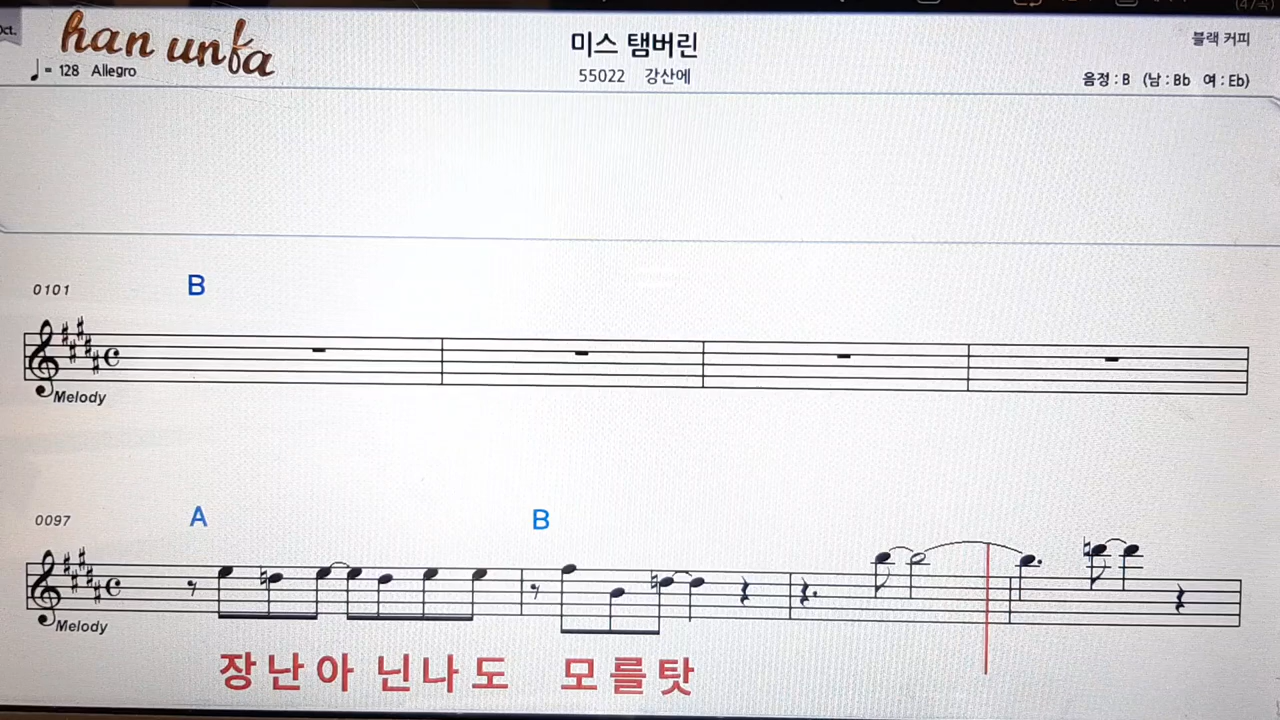 Oct.
han unfa
♩= 128 Allegro
미스 탬버린
55022 강산에
블랙 커피
음정 : B (남 : Bb 여 : Eb)
0101
B
Melody
0097
A B
Melody
장난아 닌나도 모를탓